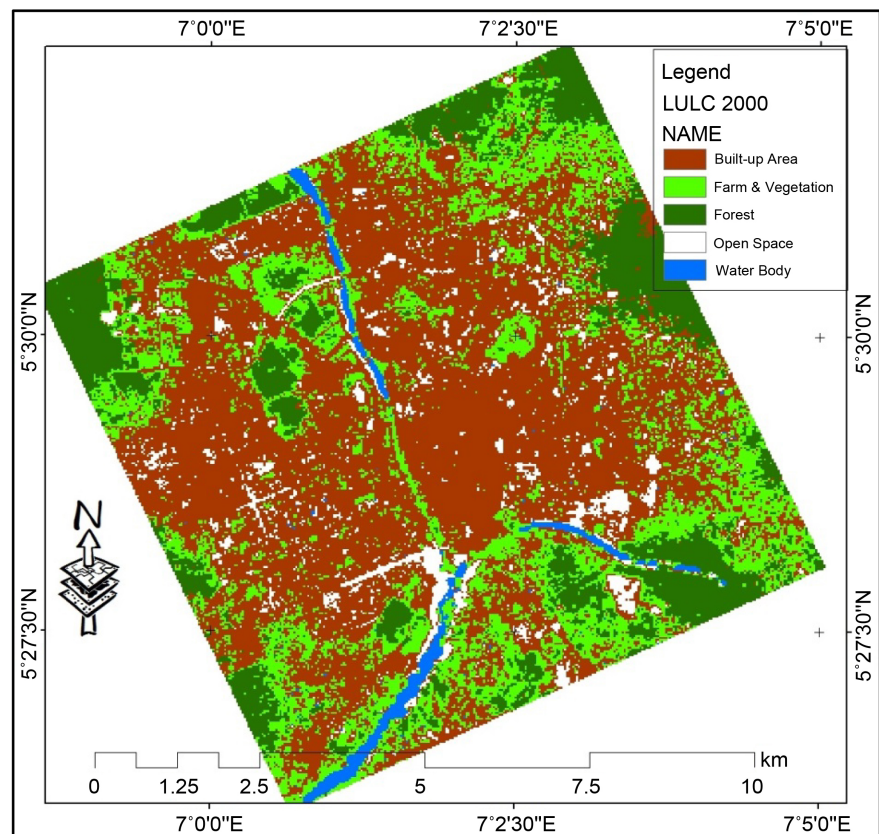 7°0'0"E 7°2'30"E 7°5'0"E
Legend
LULC 2000
NAME
Built-up Area
Farm & Vegetation
Forest
Open Space
Water Body
5°30'0"N 5°30'0"N
N
5°27'30"N 5°27'30"N
km
0 1.25 2.5 5 7.5 10
7°0'0"E 7°2'30"E 7°5'0"E